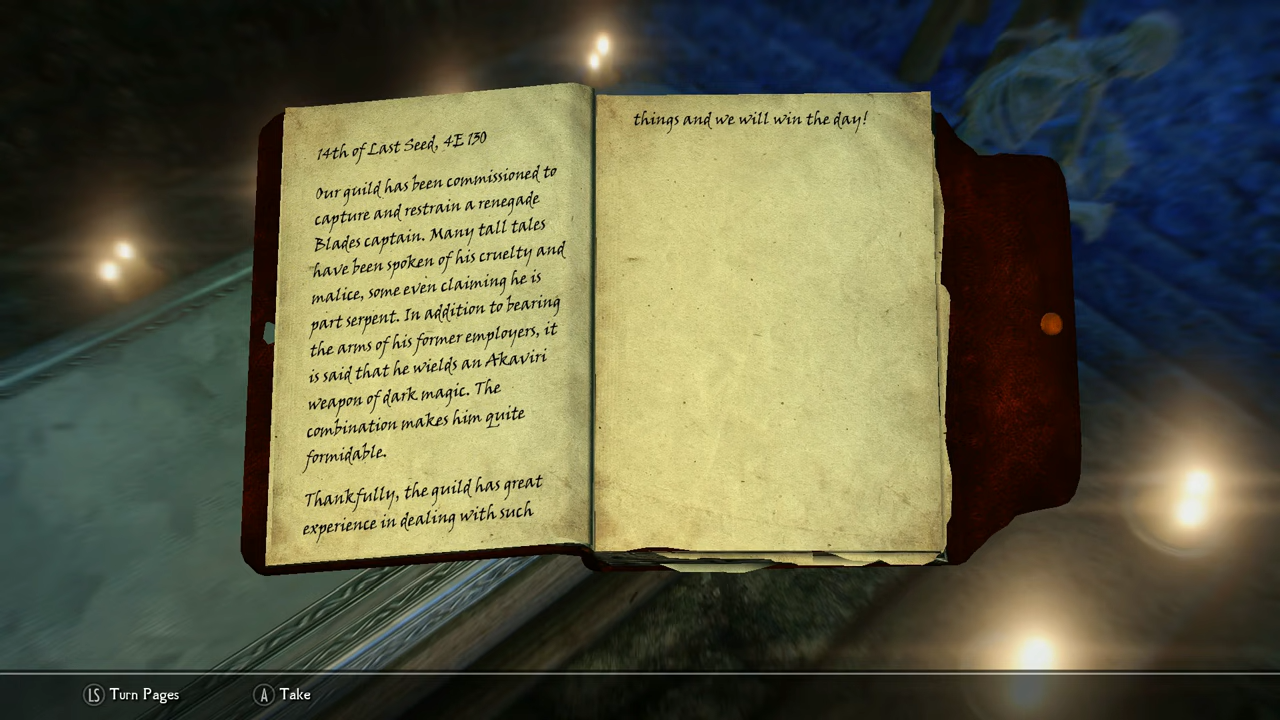 14th of Last Seed, 4E 130
Our guild has been commissioned to
capture and restrain a renegade
Blades captain. Many tall tales
have been spoken of his cruelty and
malice, some even claiming he is
part serpent. In addition to bearing
the arms of his former employers, it
is said that he wields an Akaviri
weapon of dark magic. The
combination makes him quite
formidable.
Thankfully, the guild has great
experience in dealing with such
things and we will win the day!
LS Turn Pages
A Take